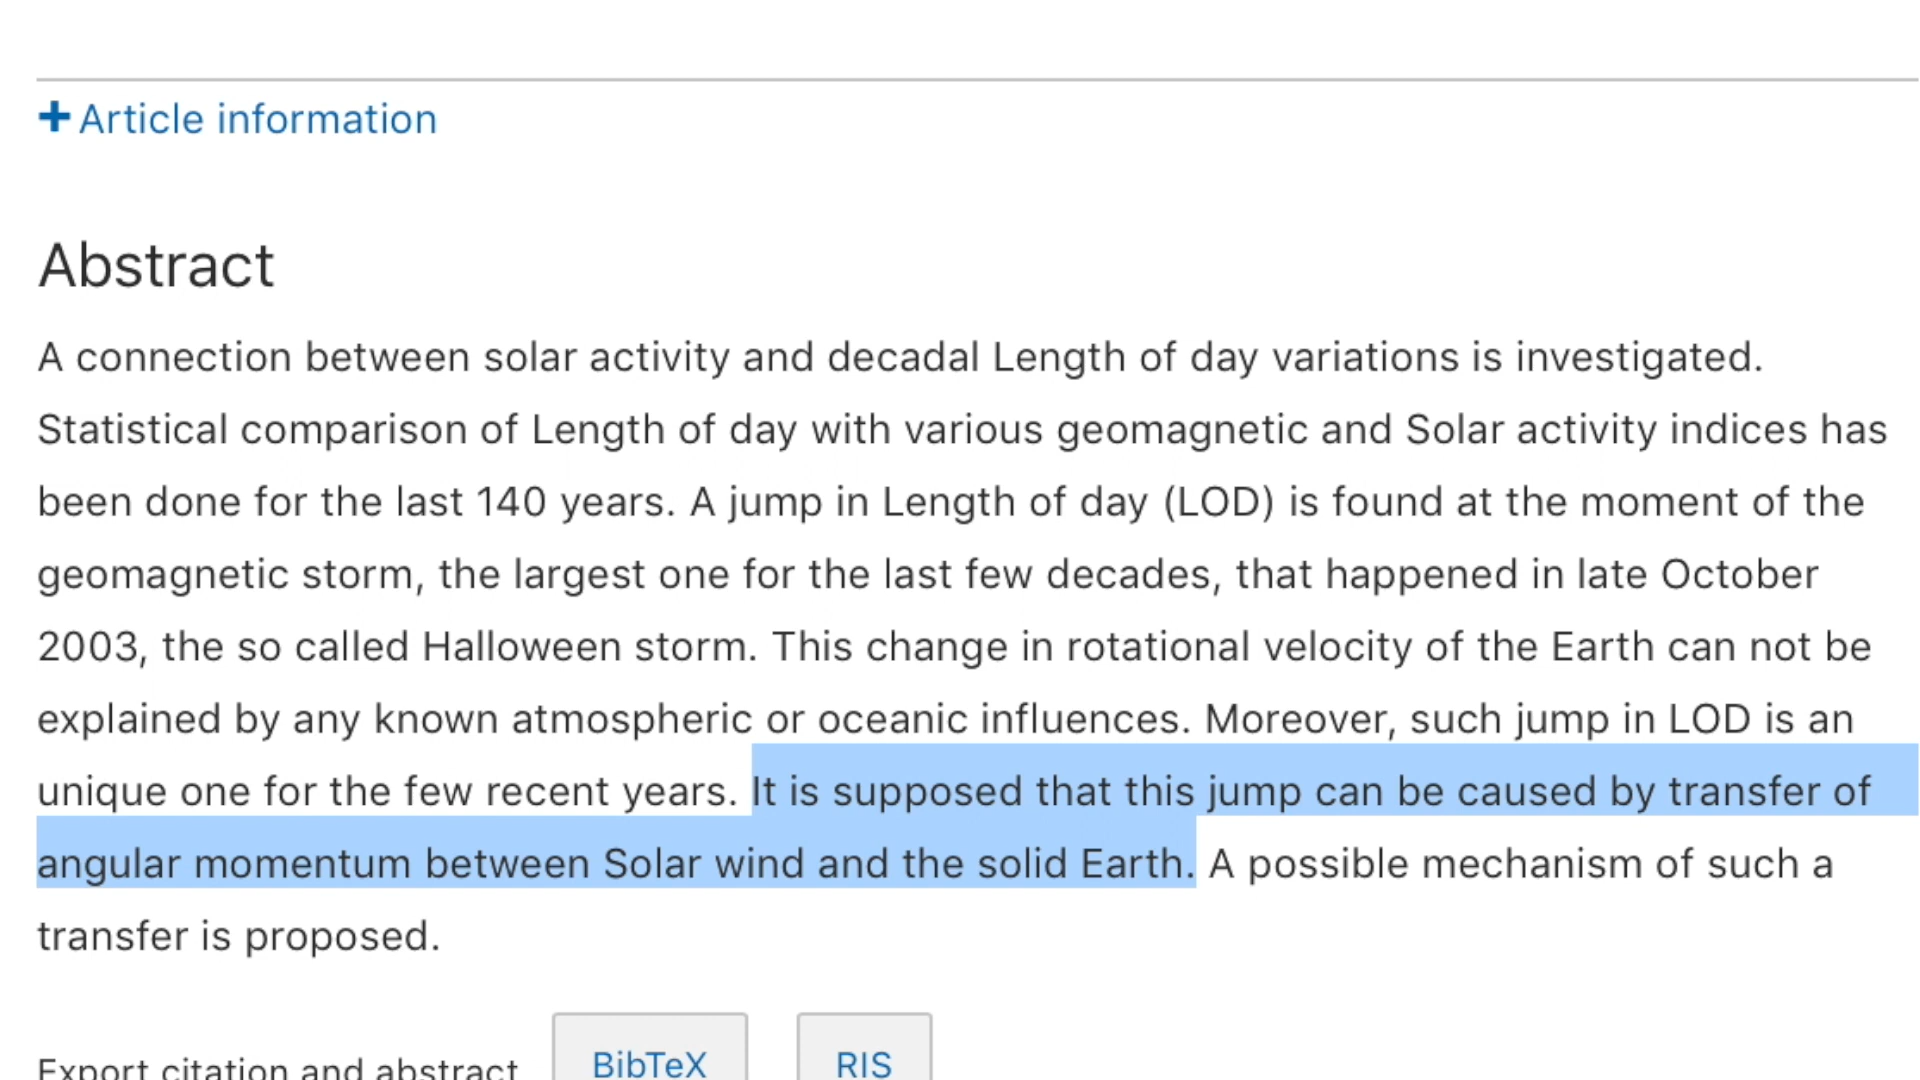 + Article information
Abstract
A connection between solar activity and decadal Length of day variations is investigated.
Statistical comparison of Length of day with various geomagnetic and Solar activity indices has
been done for the last 140 years. A jump in Length of day (LOD) is found at the moment of the
geomagnetic storm, the largest one for the last few decades, that happened in late October
2003, the so called Halloween storm. This change in rotational velocity of the Earth can not be
explained by any known atmospheric or oceanic influences. Moreover, such jump in LOD is an
unique one for the few recent years. It is supposed that this jump can be caused by transfer of
angular momentum between Solar wind and the solid Earth. A possible mechanism of such a
transfer is proposed.
Export citation and abstract BibTeX RIS